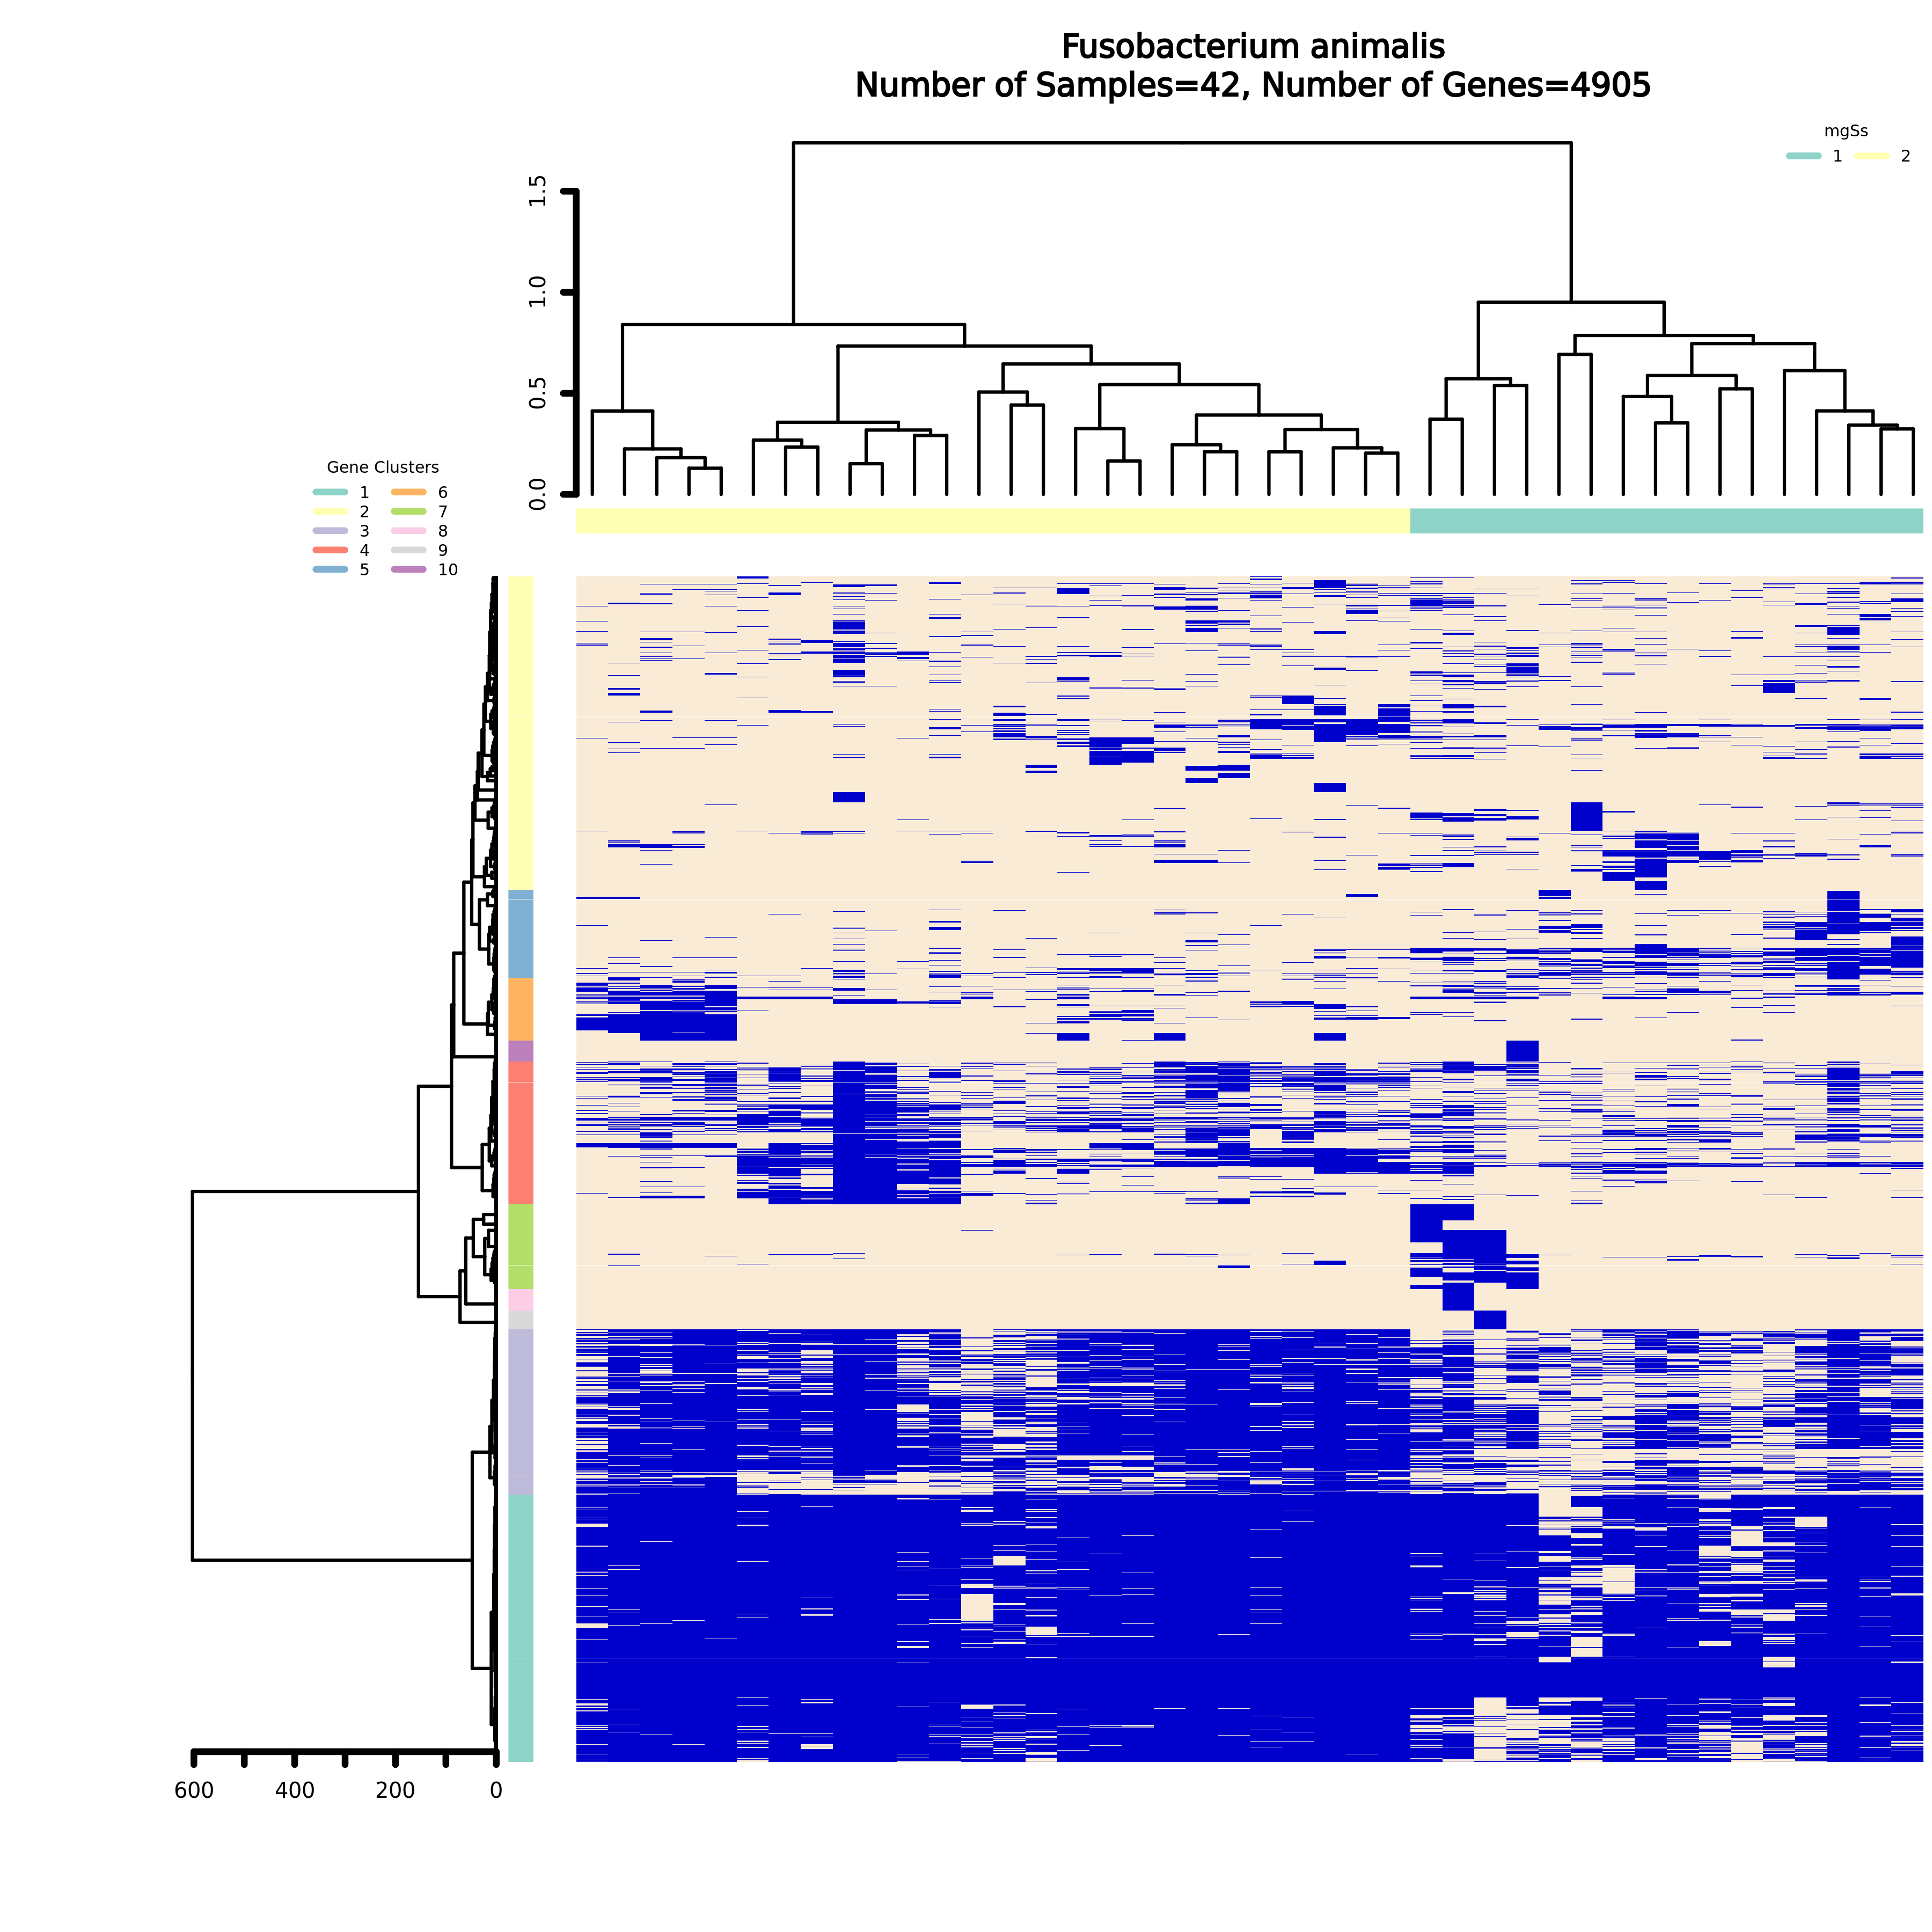 Fusobacterium animalis
Number of Samples=42, Number of Genes=4905
mgSs
1 2
1.5
1.0
0.5
0.0
Gene Clusters
1 6
2 7
3 8
4 9
5 10
600 400 200 0